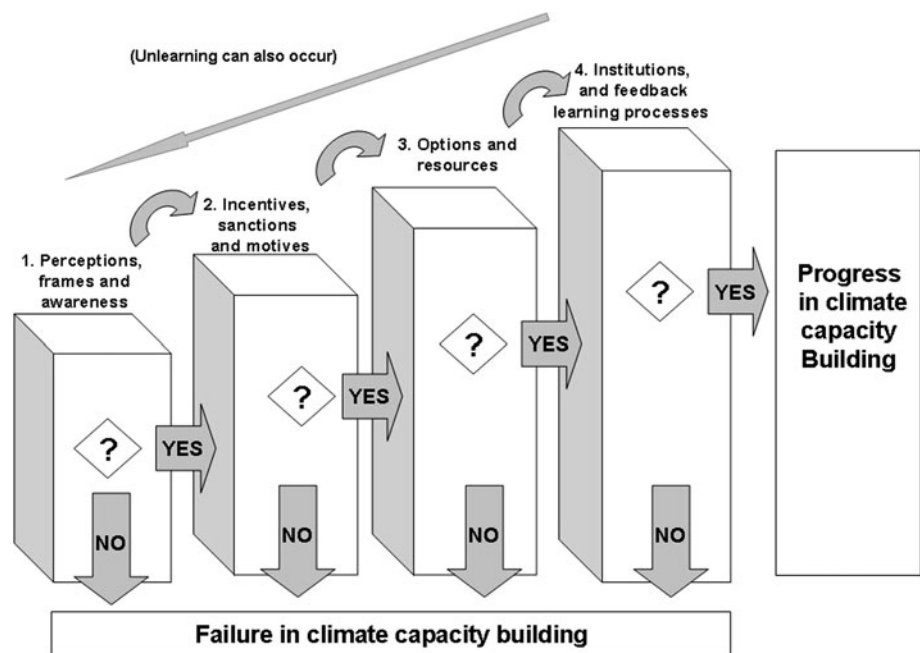 (Unlearning can also occur)
4. Institutions,
and feedback
learning processes
3. Options and
resources
2. Incentives,
sanctions
and motives
1. Perceptions,
frames and
awareness
?
YES
NO
?
YES
NO
?
YES
NO
?
YES
NO
Progress
in climate
capacity
Building
Failure in climate capacity building